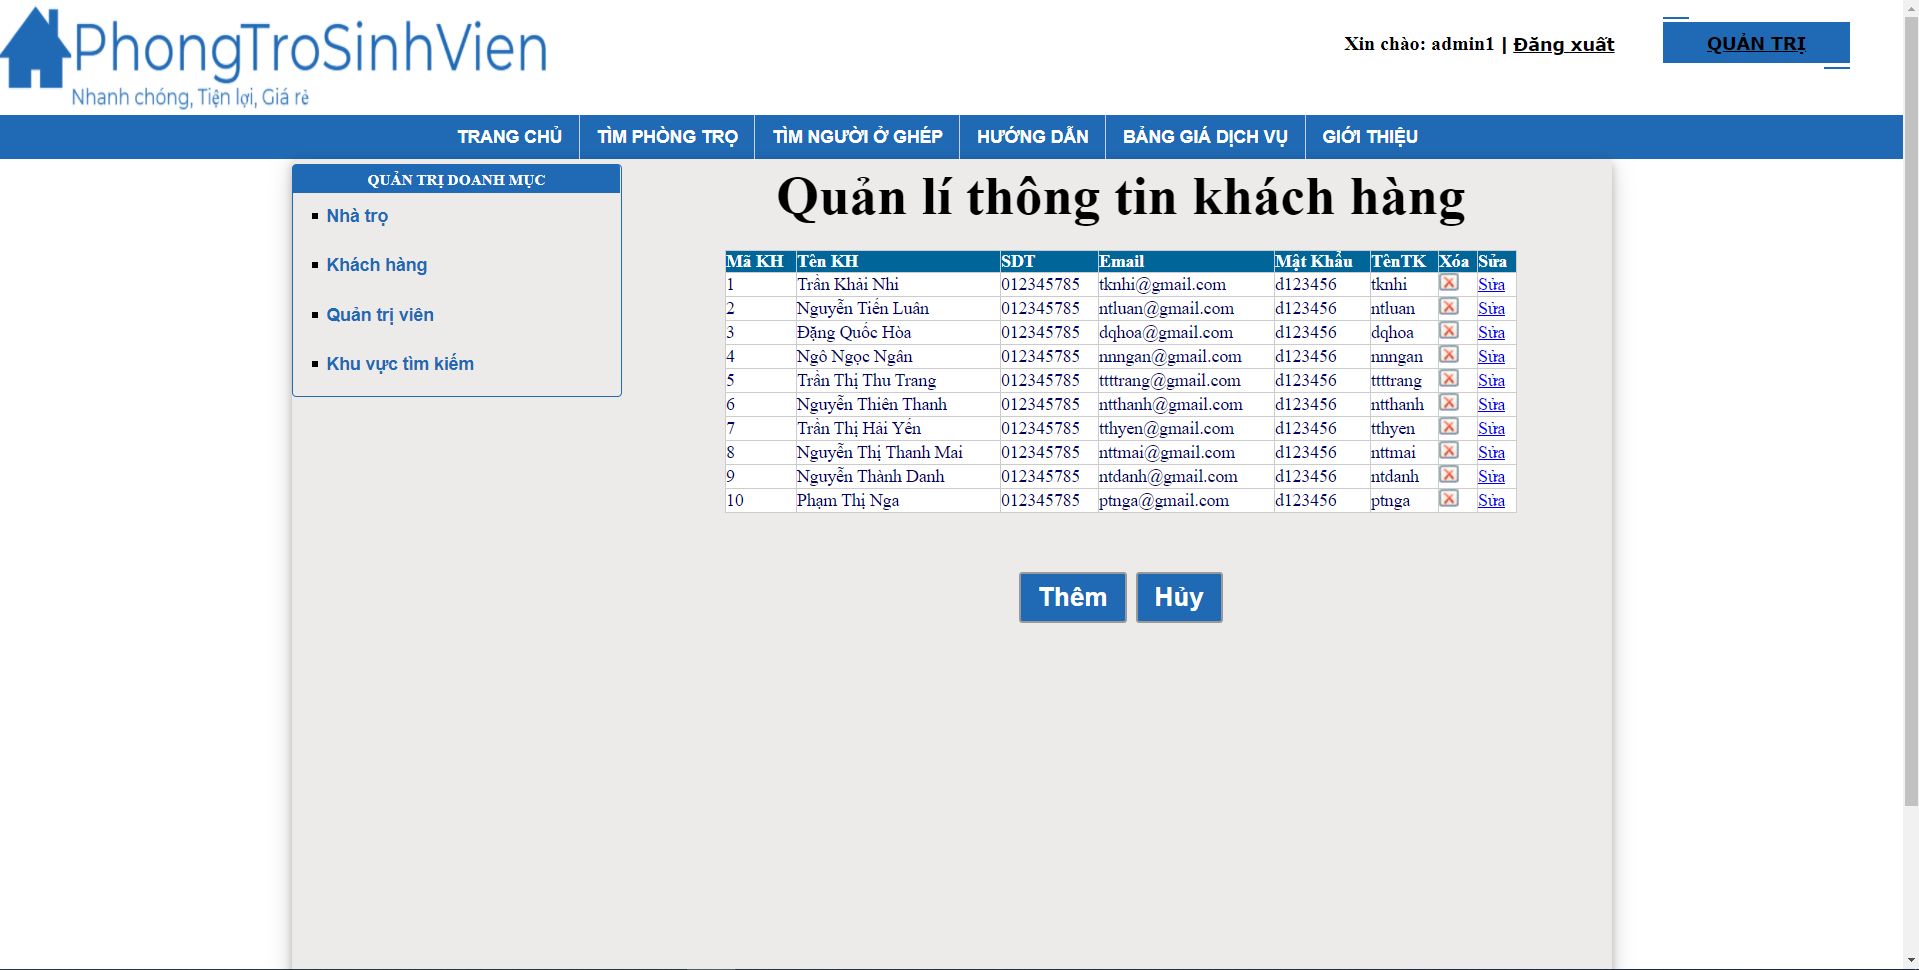 PhongTroSinhVien
Nhanh chóng, Tiện lợi, Giá rẻ
Xin chào: admin1 | Đăng xuất
QUẢN TRỊ
TRANG CHỦ TÌM PHÒNG TRỌ TÌM NGƯỜI Ở GHÉP HƯỚNG DẪN BẢNG GIÁ DỊCH VỤ GIỚI THIỆU
QUẢN TRỊ DOANH MỤC
Nhà trọ
Khách hàng
Quản trị viên
Khu vực tìm kiếm
Quản lí thông tin khách hàng
Mã KH Tên KH SDT Email Mật Khẩu TênTK Xóa Sửa
1 Trần Khải Nhi 012345785 tknhi@gmail.com d123456 tknhi Sửa
2 Nguyễn Tiến Luân 012345785 ntluan@gmail.com d123456 ntluan Sửa
3 Đặng Quốc Hòa 012345785 dqhoa@gmail.com d123456 dqhoa Sửa
4 Ngô Ngọc Ngân 012345785 nnngan@gmail.com d123456 nnngan Sửa
5 Trần Thị Thu Trang 012345785 ttttrang@gmail.com d123456 ttttrang Sửa
6 Nguyễn Thiên Thanh 012345785 ntthanh@gmail.com d123456 ntthanh Sửa
7 Trần Thị Hải Yến 012345785 tthyen@gmail.com d123456 tthyen Sửa
8 Nguyễn Thị Thanh Mai 012345785 nttmai@gmail.com d123456 nttmai Sửa
9 Nguyễn Thành Danh 012345785 ntdanh@gmail.com d123456 ntdanh Sửa
10 Phạm Thị Nga 012345785 ptnga@gmail.com d123456 ptnga Sửa
Thêm Hủy